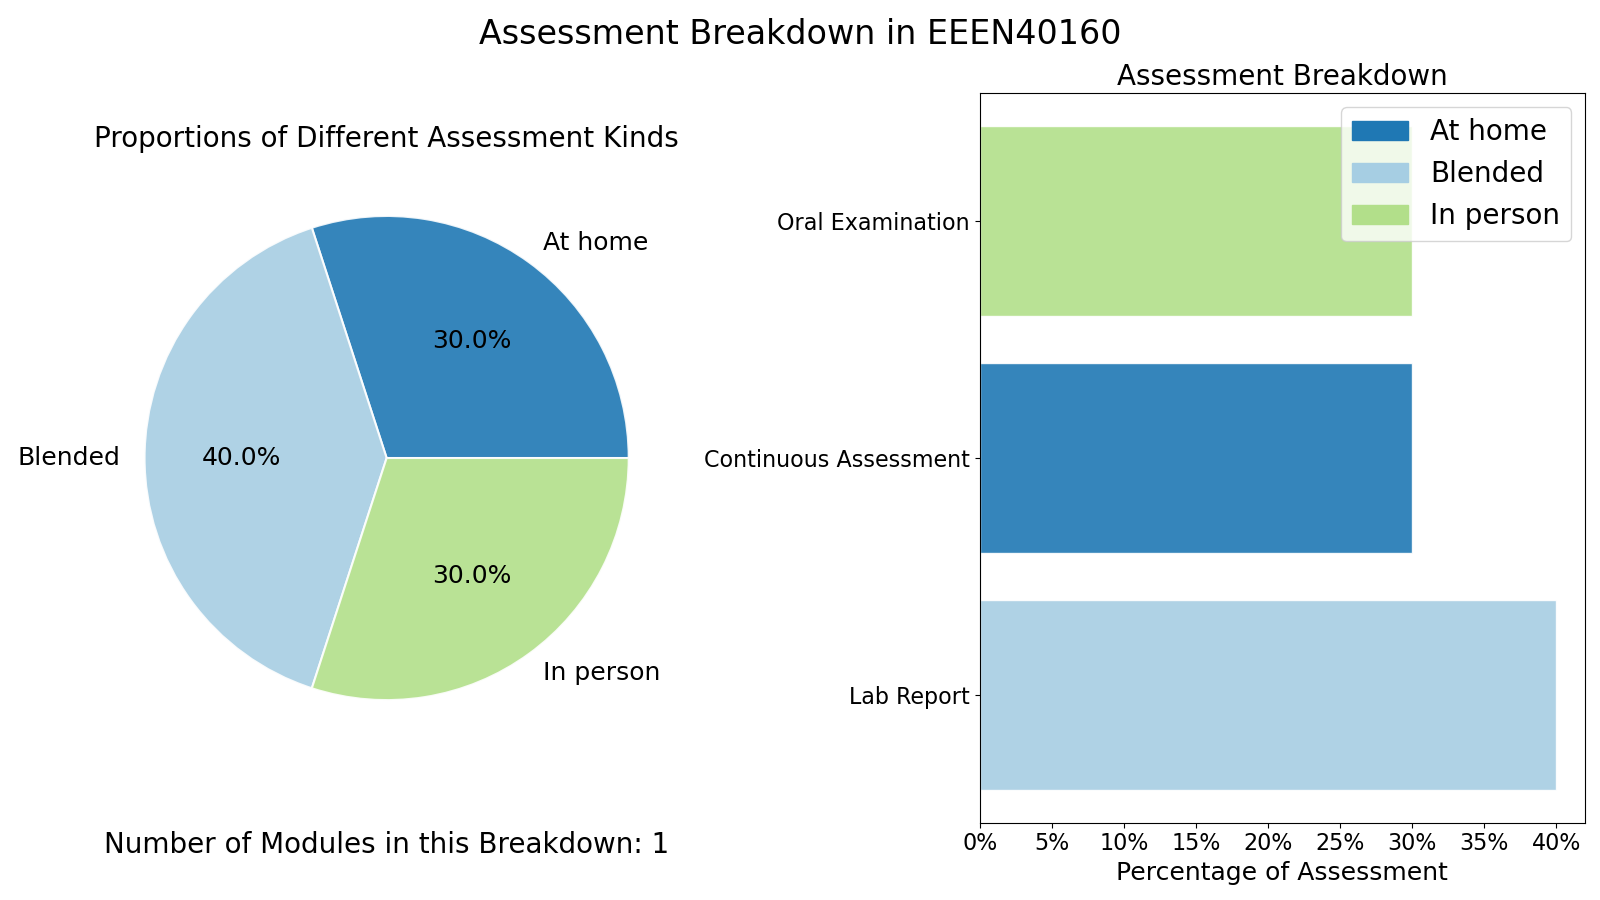 Assessment Breakdown in EEEN40160
Proportions of Different Assessment Kinds
At home
30.0%
Blended
40.0%
30.0%
In person
Number of Modules in this Breakdown: 1
Assessment Breakdown
At home
Blended
In person
Oral Examination
Continuous Assessment
Lab Report
0% 5% 10% 15% 20% 25% 30% 35% 40%
Percentage of Assessment